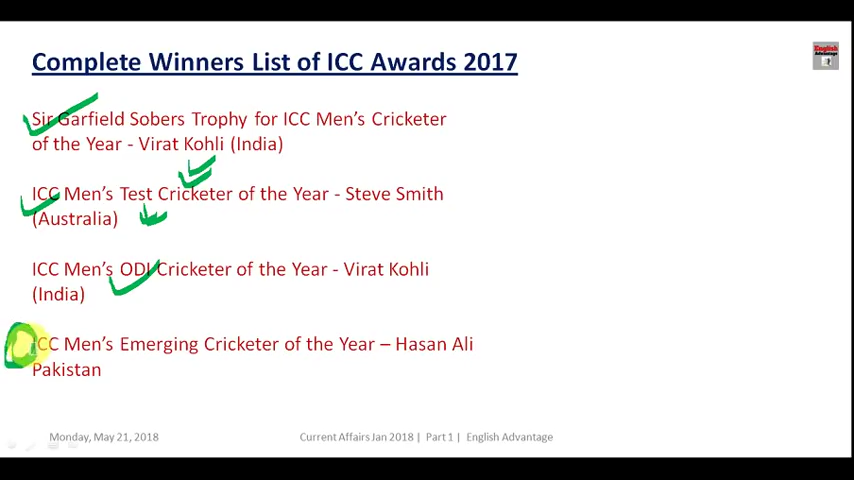 Complete Winners List of ICC Awards 2017
English
Advantage
Sir Garfield Sobers Trophy for ICC Men's Cricketer
of the Year - Virat Kohli (India)
ICC Men's Test Cricketer of the Year - Steve Smith
(Australia)
ICC Men's ODI Cricketer of the Year - Virat Kohli
(India)
ICC Men's Emerging Cricketer of the Year – Hasan Ali
Pakistan
Monday, May 21, 2018
Current Affairs Jan 2018 | Part 1 | English Advantage